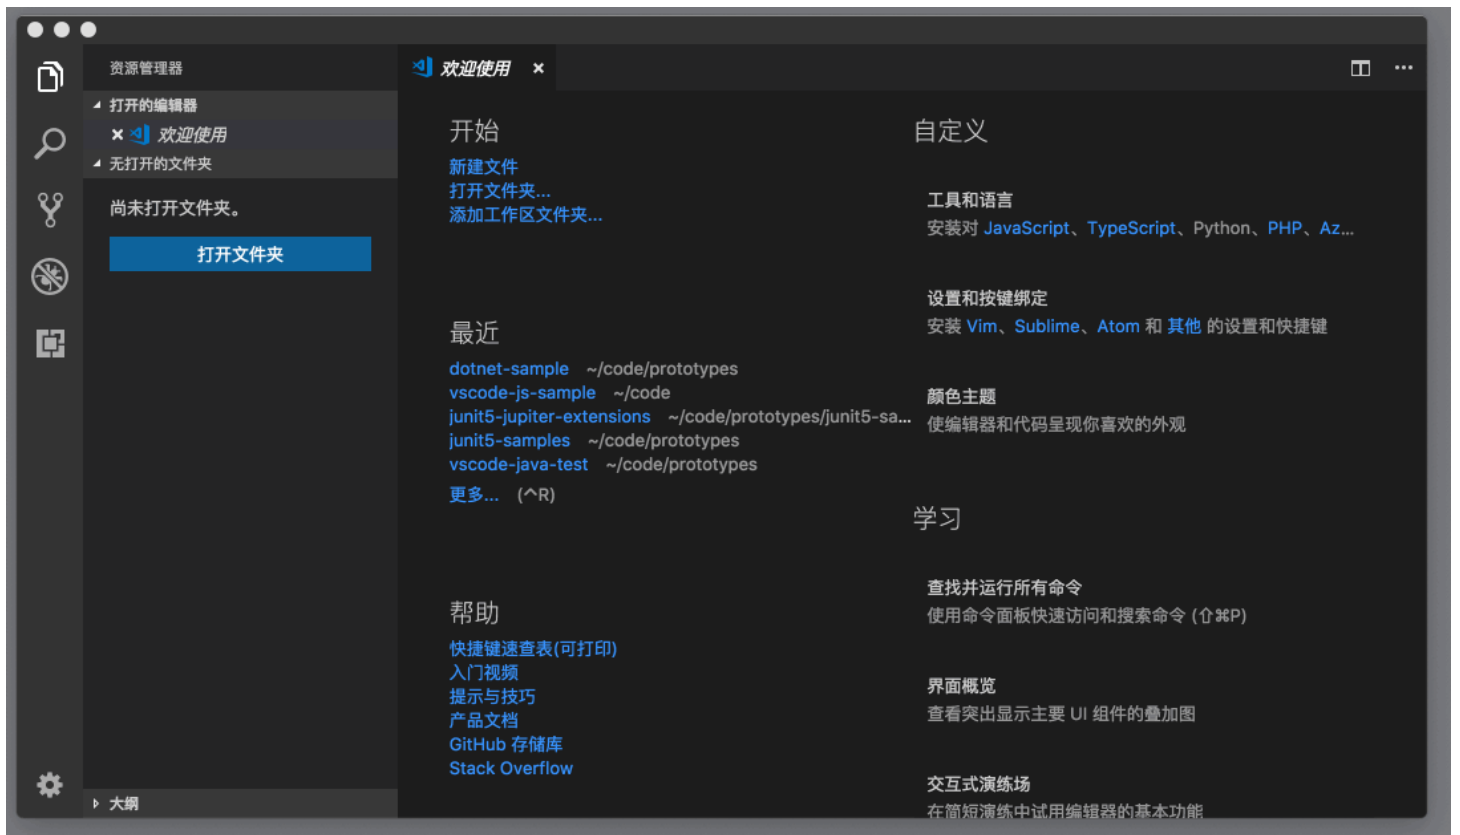 资源管理器
打开的编辑器
欢迎使用
无打开的文件夹
尚未打开文件夹。
打开文件夹
大纲
欢迎使用
开始
新建文件
打开文件夹...
添加工作区文件夹...
最近
dotnet-sample ~/code/prototypes
vscode-js-sample ~/code
junit5-jupiter-extensions ~/code/prototypes/junit5-sa...
junit5-samples ~/code/prototypes
vscode-java-test ~/code/prototypes
更多... (^R)
帮助
快捷键速查表(可打印)
入门视频
提示与技巧
产品文档
GitHub 存储库
Stack Overflow
自定义
工具和语言
安装对 JavaScript、TypeScript、Python、PHP、Az...
设置和按键绑定
安装 Vim、Sublime、Atom 和 其他 的设置和快捷键
颜色主题
使编辑器和代码呈现你喜欢的外观
学习
查找并运行所有命令
使用命令面板快速访问和搜索命令 (⇧⌘P)
界面概览
查看突出显示主要 UI 组件的叠加图
交互式演练场
在简短演练中试用编辑器的基本功能